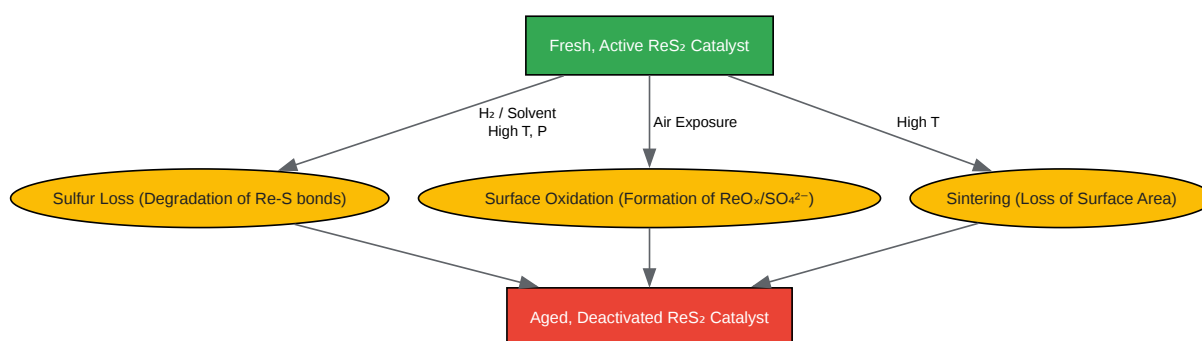 Fresh, Active ReS₂ Catalyst
H₂ / Solvent
High T, P
Air Exposure
High T
Sulfur Loss (Degradation of Re-S bonds)
Surface Oxidation (Formation of ReOₓ/SO₄²⁻)
Sintering (Loss of Surface Area)
Aged, Deactivated ReS₂ Catalyst